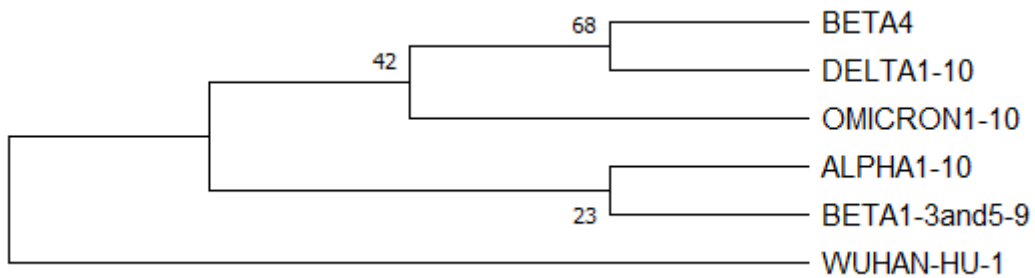 68
BETA4
42
DELTA1-10
OMICRON1-10
ALPHA1-10
23
BETA1-3and5-9
WUHAN-HU-1